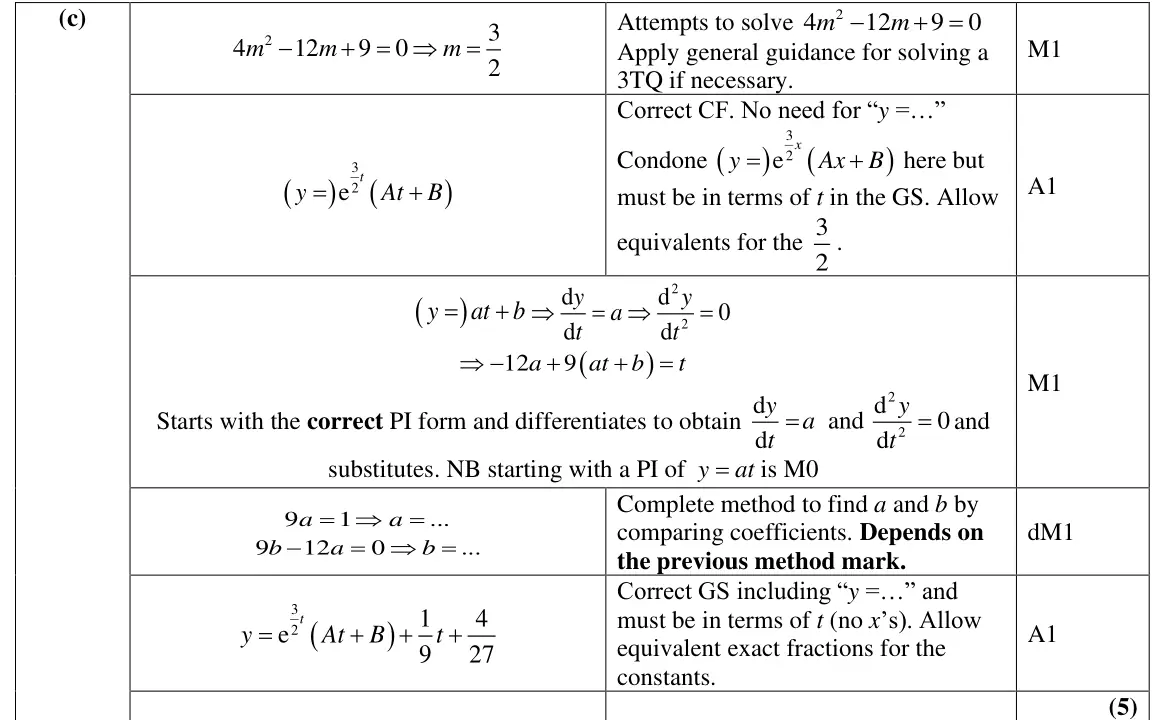 (c)
4m² − 12m + 9 = 0 ⇒ m = 3/2
Attempts to solve 4m² − 12m + 9 = 0
Apply general guidance for solving a
3TQ if necessary.
M1
(y =)e^(3/2 t)(At + B)
Correct CF. No need for “y =…”
Condone (y =)e^(3/2 x)(Ax + B) here but
must be in terms of t in the GS. Allow
equivalents for the 3/2 .
A1
(y =)at + b ⇒ dy/dt = a ⇒ d²y/dt² = 0
⇒ −12a + 9(at + b) = t
Starts with the correct PI form and differentiates to obtain dy/dt = a and d²y/dt² = 0 and
substitutes. NB starting with a PI of y = at is M0
M1
9a = 1 ⇒ a = ...
9b − 12a = 0 ⇒ b = ...
Complete method to find a and b by
comparing coefficients. Depends on
the previous method mark.
dM1
y = e^(3/2 t)(At + B) + 1/9 t + 4/27
Correct GS including “y =…” and
must be in terms of t (no x’s). Allow
equivalent exact fractions for the
constants.
A1
(5)